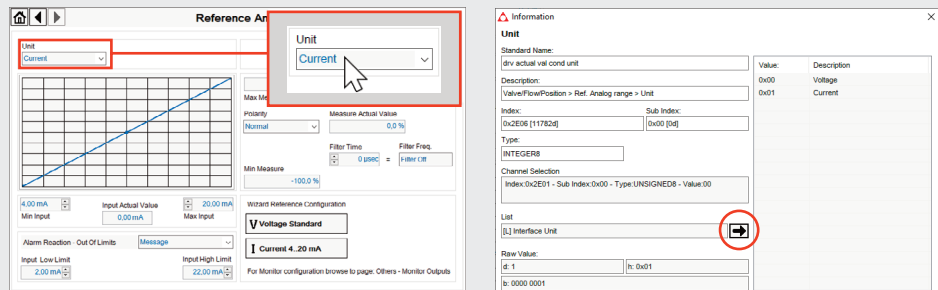 Reference An
Unit
Current
Unit
Current
Max Me
Polarity
Measure Actual Value
Normal
0,0 %
Filter Time
Filter Freq.
0 µsec = Filter Off
Min Measure
-100,0 %
4,00 mA
Input Actual Value
20,00 mA
Min Input
0,00 mA
Max Input
Wizard Reference Configuration
V Voltage Standard
I Current 4..20 mA
Alarm Reaction - Out Of Limits
Message
Input Low Limit
Input High Limit
2,00 mA
22,00 mA
For Monitor configuration browse to page: Others - Monitor Outputs
Information
Unit
Standard Name:
drv actual val cond unit
Description:
Valve/Flow/Position > Ref. Analog range > Unit
Index:
Sub Index:
0x2E06 [11782d]
0x00 [0d]
Type:
INTEGER8
Channel Selection
Index:0x2E01 - Sub Index:0x00 - Type:UNSIGNED8 - Value:00
List
[L] Interface Unit
Raw Value:
d: 1
h: 0x01
b: 0000 0001
Value:
Description
0x00
Voltage
0x01
Current